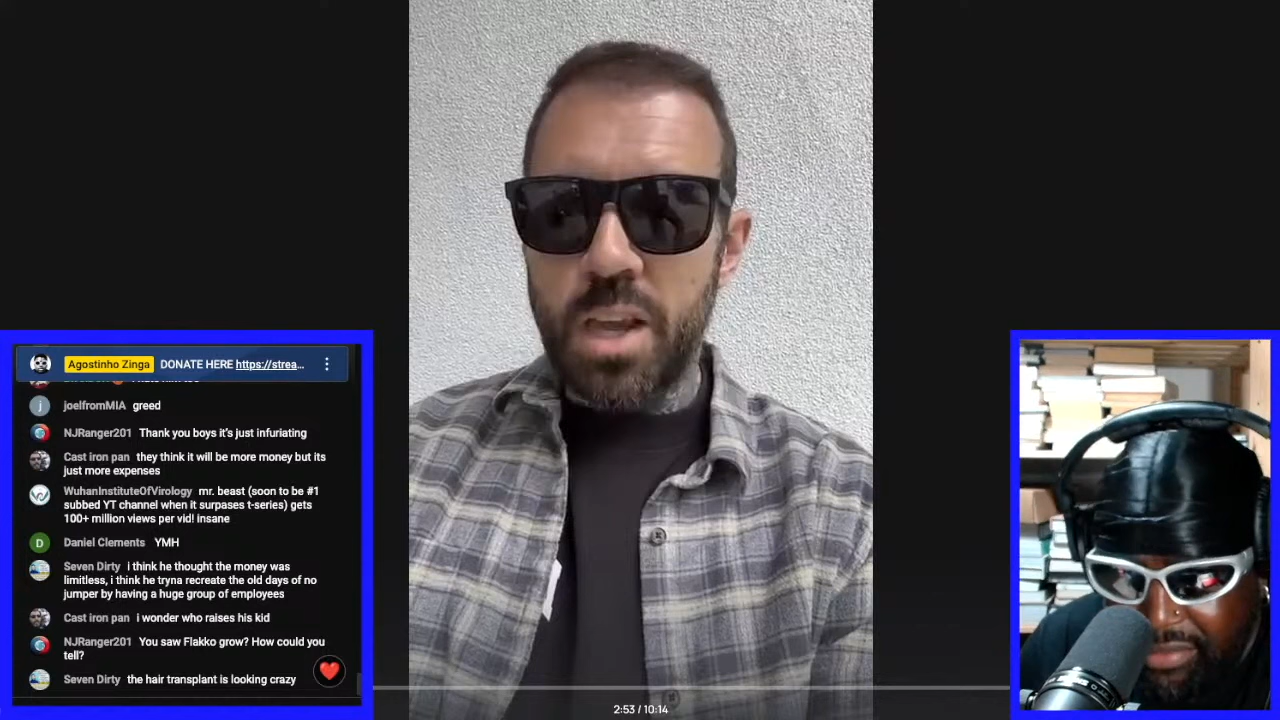 Agostinho Zinga DONATE HERE https://strea...
joelfromMIA greed
NJRanger201 Thank you boys it's just infuriating
Cast iron pan they think it will be more money but its
just more expenses
WuhanInstituteOfVirology mr. beast (soon to be #1
subbed YT channel when it surpases t-series) gets
100+ million views per vid! insane
Daniel Clements YMH
Seven Dirty i think he thought the money was
limitless, i think he tryna recreate the old days of no
jumper by having a huge group of employees
Cast iron pan i wonder who raises his kid
NJRanger201 You saw Flakko grow? How could you
tell?
Seven Dirty the hair transplant is looking crazy
2:53 / 10:14